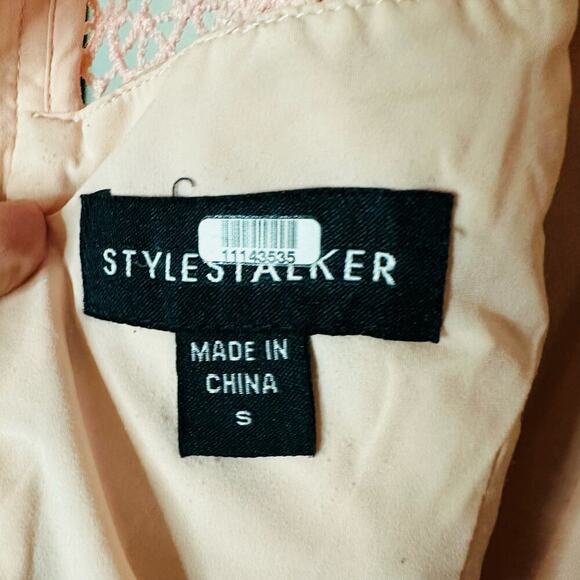 11143535
STYLESTALKER
MADE IN
CHINA
S